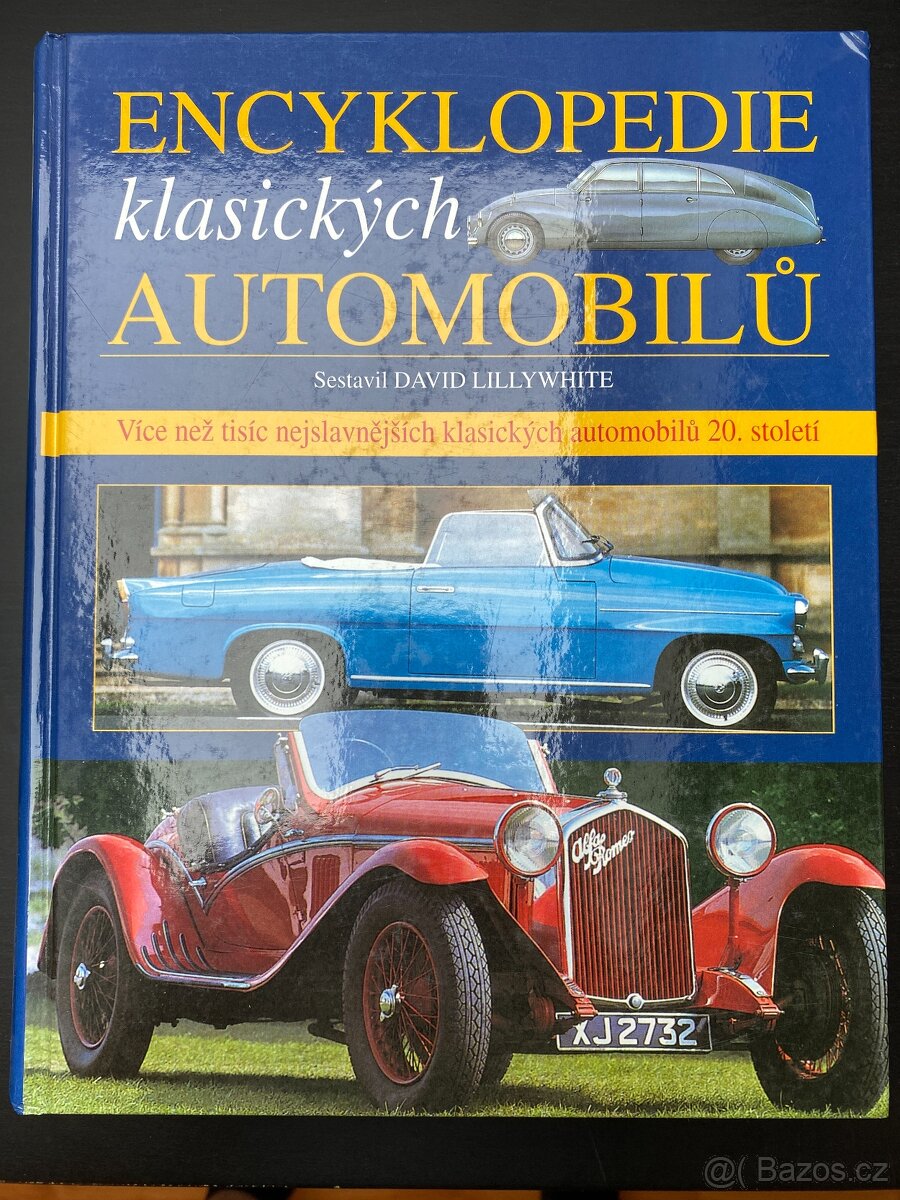 ENCYKLOPEDIE
klasických
AUTOMOBILŮ
Sestavil DAVID LILLYWHITE
Více než tisíc nejslavnějších klasických automobilů 20. století
Alfa
Romeo
XJ 2732
@( Bazos.cz